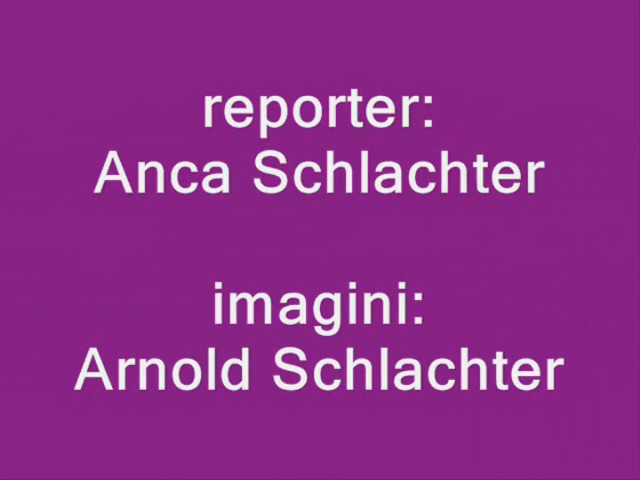 reporter:
Anca Schlachter
imagini:
Arnold Schlachter